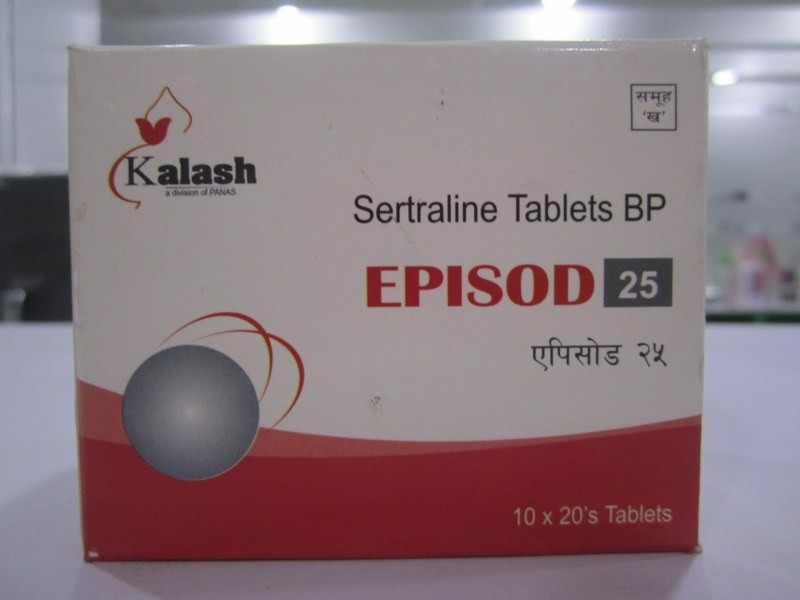 Kalash
a division of PANAS
समूह
'ख'
Sertraline Tablets BP
EPISOD 25
एपिसोड २५
10 x 20's Tablets